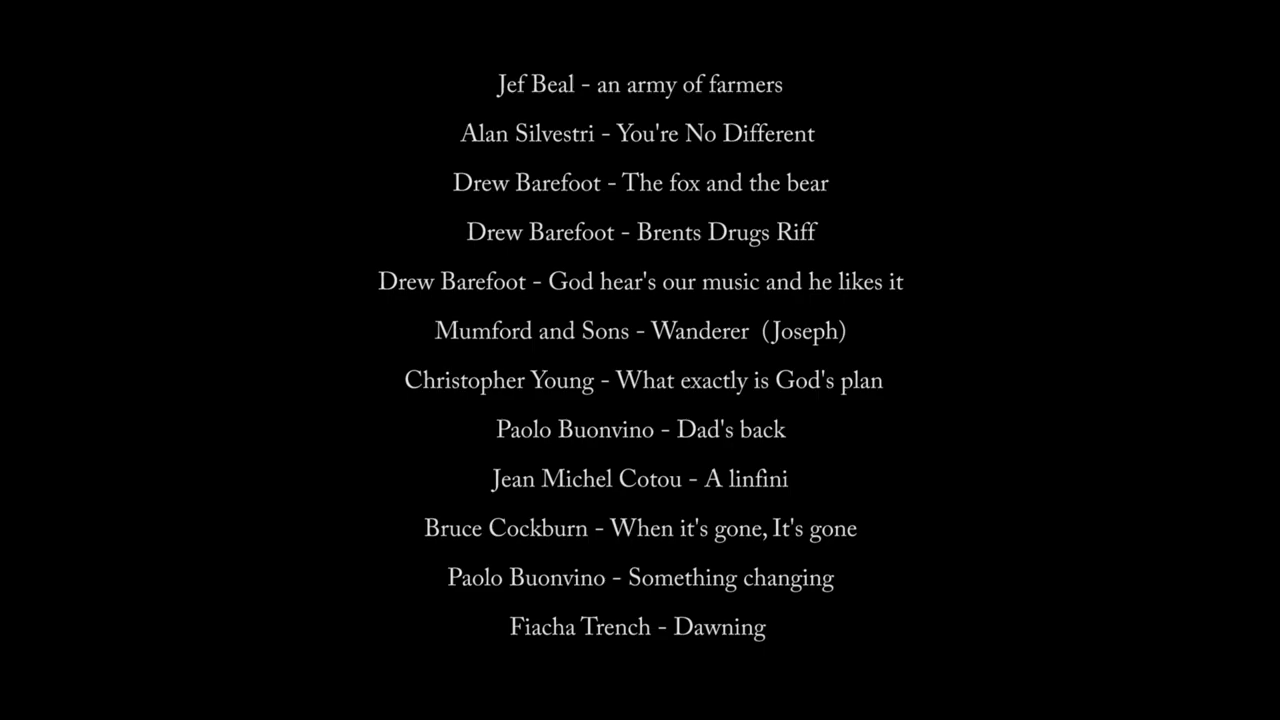 Jef Beal - an army of farmers
Alan Silvestri - You're No Different
Drew Barefoot - The fox and the bear
Drew Barefoot - Brents Drugs Riff
Drew Barefoot - God hear's our music and he likes it
Mumford and Sons - Wanderer (Joseph)
Christopher Young - What exactly is God's plan
Paolo Buonvino - Dad's back
Jean Michel Cotou - A linfini
Bruce Cockburn - When it's gone, It's gone
Paolo Buonvino - Something changing
Fiacha Trench - Dawning